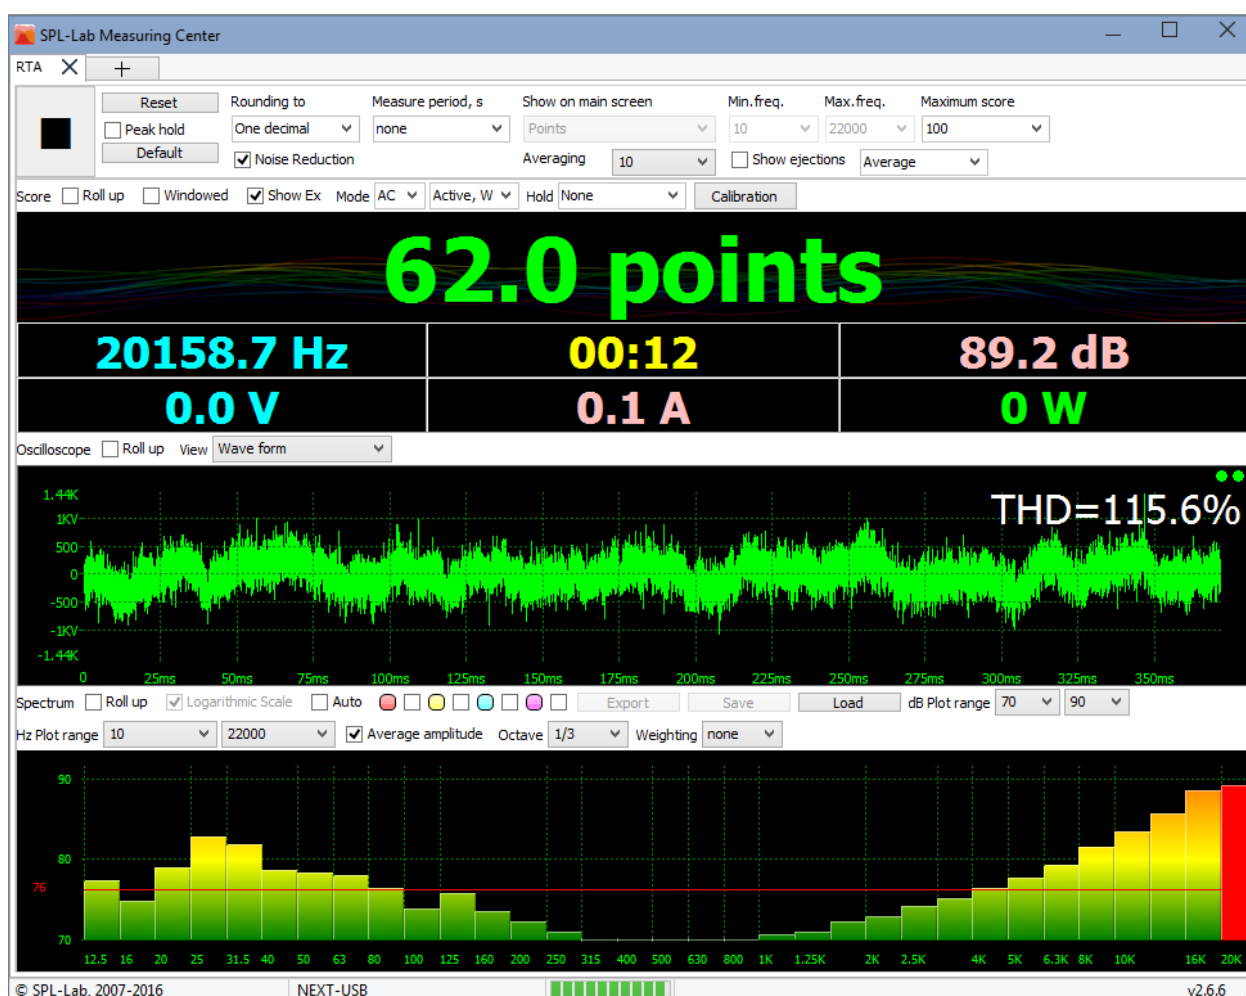 SPL-Lab Measuring Center
RTA
Reset Rounding to Measure period, s Show on main screen Min.freq. Max.freq. Maximum score
Peak hold One decimal none Points 10 22000 100
Default Noise Reduction Averaging 10 Show ejections Average
Score Roll up Windowed Show Ex Mode AC Active, W Hold None Calibration
62.0 points
20158.7 Hz 00:12 89.2 dB
0.0 V 0.1 A 0 W
Oscilloscope Roll up View Wave form
THD=115.6%
1.44K
1KV
500
0
-500
-1KV
-1.44K
0 25ms 50ms 75ms 100ms 125ms 150ms 175ms 200ms 225ms 250ms 275ms 300ms 325ms 350ms
Spectrum Roll up Logarithmic Scale Auto Export Save Load dB Plot range 70 90
Hz Plot range 10 22000 Average amplitude Octave 1/3 Weighting none
90
80
76
70
12.5 16 20 25 31.5 40 50 63 80 100 125 160 200 250 315 400 500 630 800 1K 1.25K 2K 2.5K 4K 5K 6.3K 8K 10K 16K 20K
© SPL-Lab, 2007-2016 NEXT-USB v2.6.6